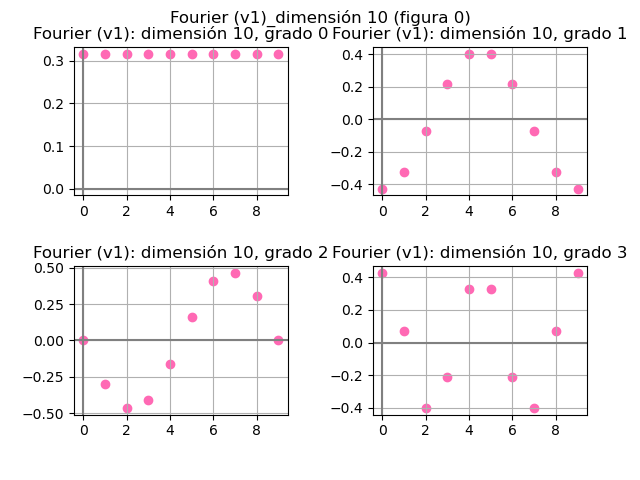 Fourier (v1)_dimensión 10 (figura 0)
Fourier (v1): dimensión 10, grado 0
0.3
0.2
0.1
0.0
0 2 4 6 8
Fourier (v1): dimensión 10, grado 1
0.4
0.2
0.0
−0.2
−0.4
0 2 4 6 8
Fourier (v1): dimensión 10, grado 2
0.50
0.25
0.00
−0.25
−0.50
0 2 4 6 8
Fourier (v1): dimensión 10, grado 3
0.4
0.2
0.0
−0.2
−0.4
0 2 4 6 8